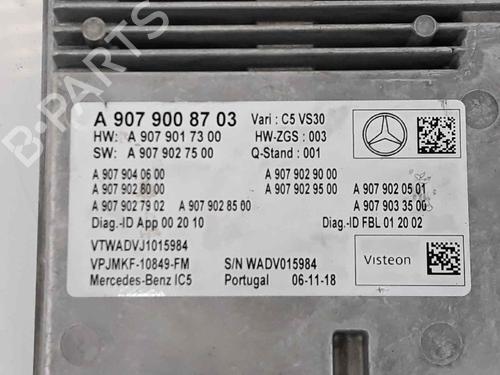 A 907 900 87 03 Vari : C5 VS30
HW: A 907 901 73 00 HW-ZGS : 003
SW: A 907 902 75 00 Q-Stand : 001
A 907 904 06 00 A 907 902 90 00
A 907 902 80 00 A 907 902 95 00 A 907 902 05 01
A 907 902 79 02 A 907 902 85 00 A 907 903 35 00
Diag.-ID App 00 20 10 Diag.-ID FBL 01 20 02
VTWADVJ1015984
VPJMKF-10849-FM S/N WADV015984 Visteon
Mercedes-Benz IC5 Portugal 06-11-18
B-PARTS